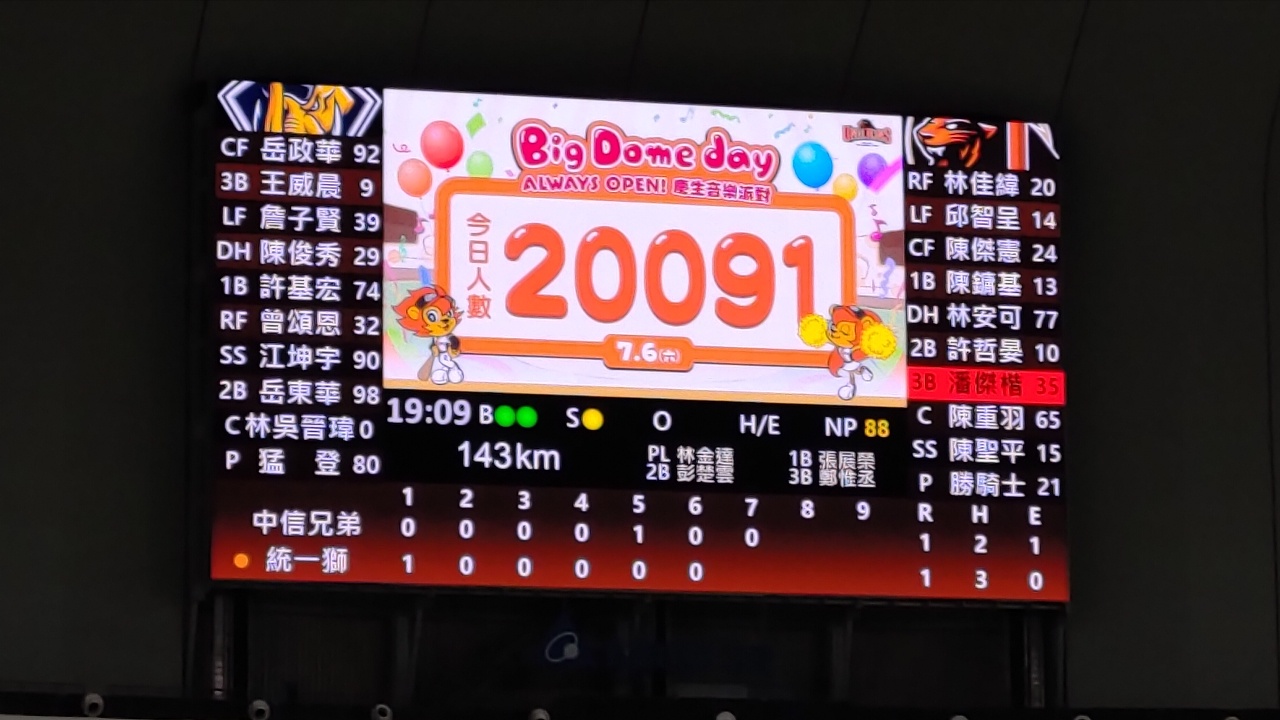 Big Dome day
ALWAYS OPEN! 慶生音樂派對
今日人數
20091
7.6(六)
CF 岳政華 92
3B 王威晨 9
LF 詹子賢 39
DH 陳俊秀 29
1B 許基宏 74
RF 曾頌恩 32
SS 江坤宇 90
2B 岳東華 98
C 林吳晉瑋 0
P 猛登 80
RF 林佳緯 20
LF 邱智呈 14
CF 陳傑憲 24
1B 陳鏞基 13
DH 林安可 77
2B 許哲晏 10
3B 潘傑楷 35
C 陳重羽 65
SS 陳聖平 15
P 勝騎士 21
19:09 B S O H/E NP 88
143km
PL 林金達 1B 張展榮
2B 彭楚雲 3B 鄭惟丞
1 2 3 4 5 6 7 8 9 R H E
中信兄弟 0 0 0 0 1 0 0 1 2 1
統一獅 1 0 0 0 0 0 1 3 0